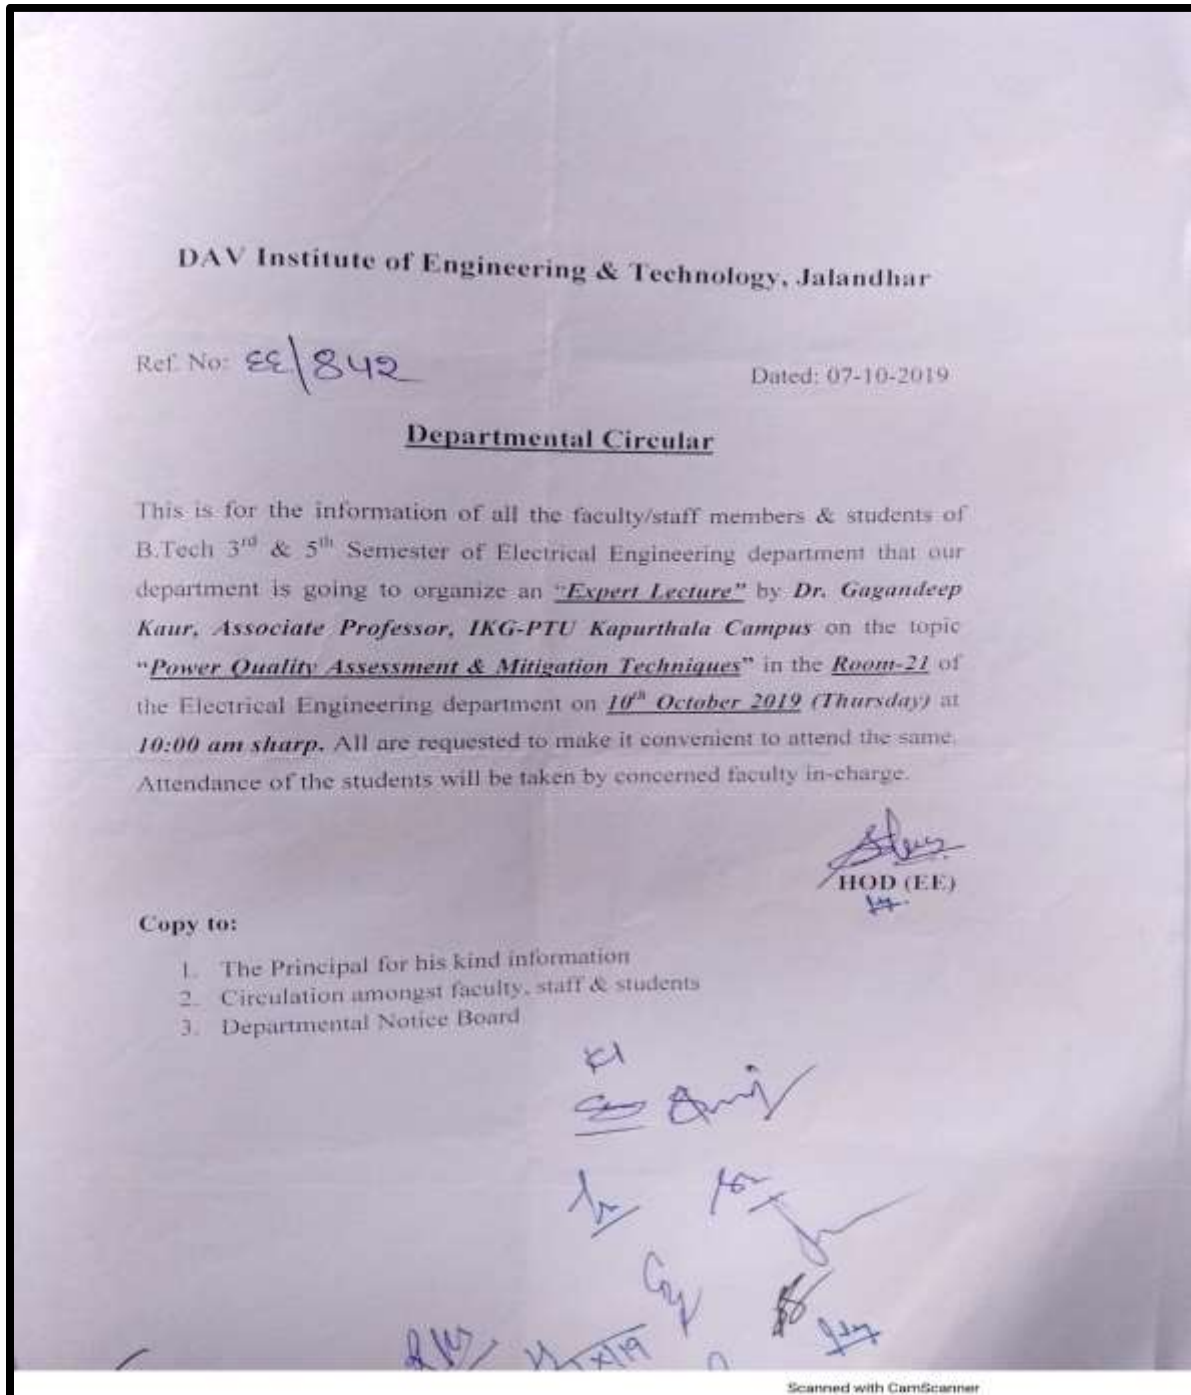 DAV Institute of Engineering & Technology, Jalandhar
Ref. No: EE/842
Dated: 07-10-2019
Departmental Circular
This is for the information of all the faculty/staff members & students of
B.Tech 3rd & 5th Semester of Electrical Engineering department that our
department is going to organize an "Expert Lecture" by Dr. Gagandeep
Kaur, Associate Professor, IKG-PTU Kapurthala Campus on the topic
"Power Quality Assessment & Mitigation Techniques" in the Room-21 of
the Electrical Engineering department on 10th October 2019 (Thursday) at
10:00 am sharp. All are requested to make it convenient to attend the same.
Attendance of the students will be taken by concerned faculty in-charge.
HOD (EE)
Copy to:
1. The Principal for his kind information
2. Circulation amongst faculty, staff & students
3. Departmental Notice Board
Scanned with CamScanner